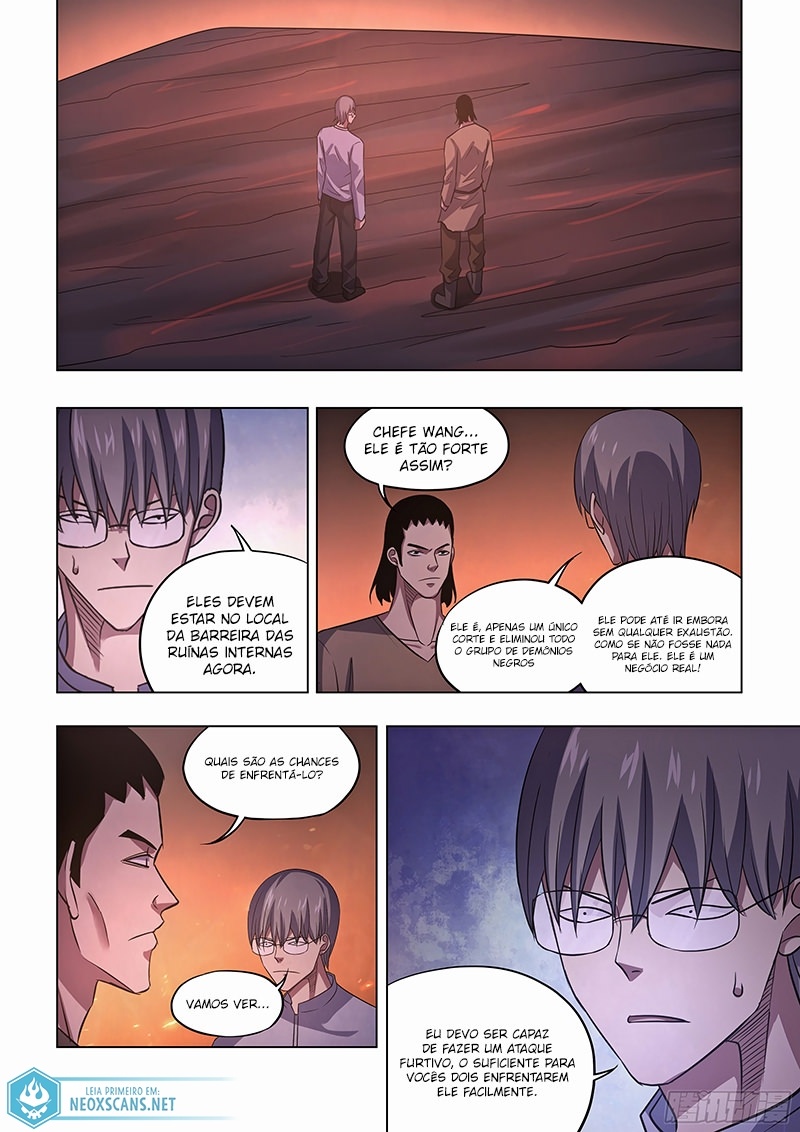 ELES DEVEM
ESTAR NO LOCAL
DA BARREIRA DAS
RUÍNAS INTERNAS
AGORA.
CHEFE WANG...
ELE É TÃO FORTE
ASSIM?
ELE É, APENAS UM ÚNICO
CORTE E ELIMINOU TODO
O GRUPO DE DEMÔNIOS
NEGROS
ELE PODE ATÉ IR EMBORA
SEM QUALQUER EXAUSTÃO.
COMO SE NÃO FOSSE NADA
PARA ELE. ELE É UM
NEGÓCIO REAL!
QUAIS SÃO AS CHANCES
DE ENFRENTÁ-LO?
VAMOS VER...
EU DEVO SER CAPAZ
DE FAZER UM ATAQUE
FURTIVO, O SUFICIENTE PARA
VOCÊS DOIS ENFRENTAREM
ELE FACILMENTE.
LEIA PRIMEIRO EM:
NEOXSCANS.NET
腾讯动漫